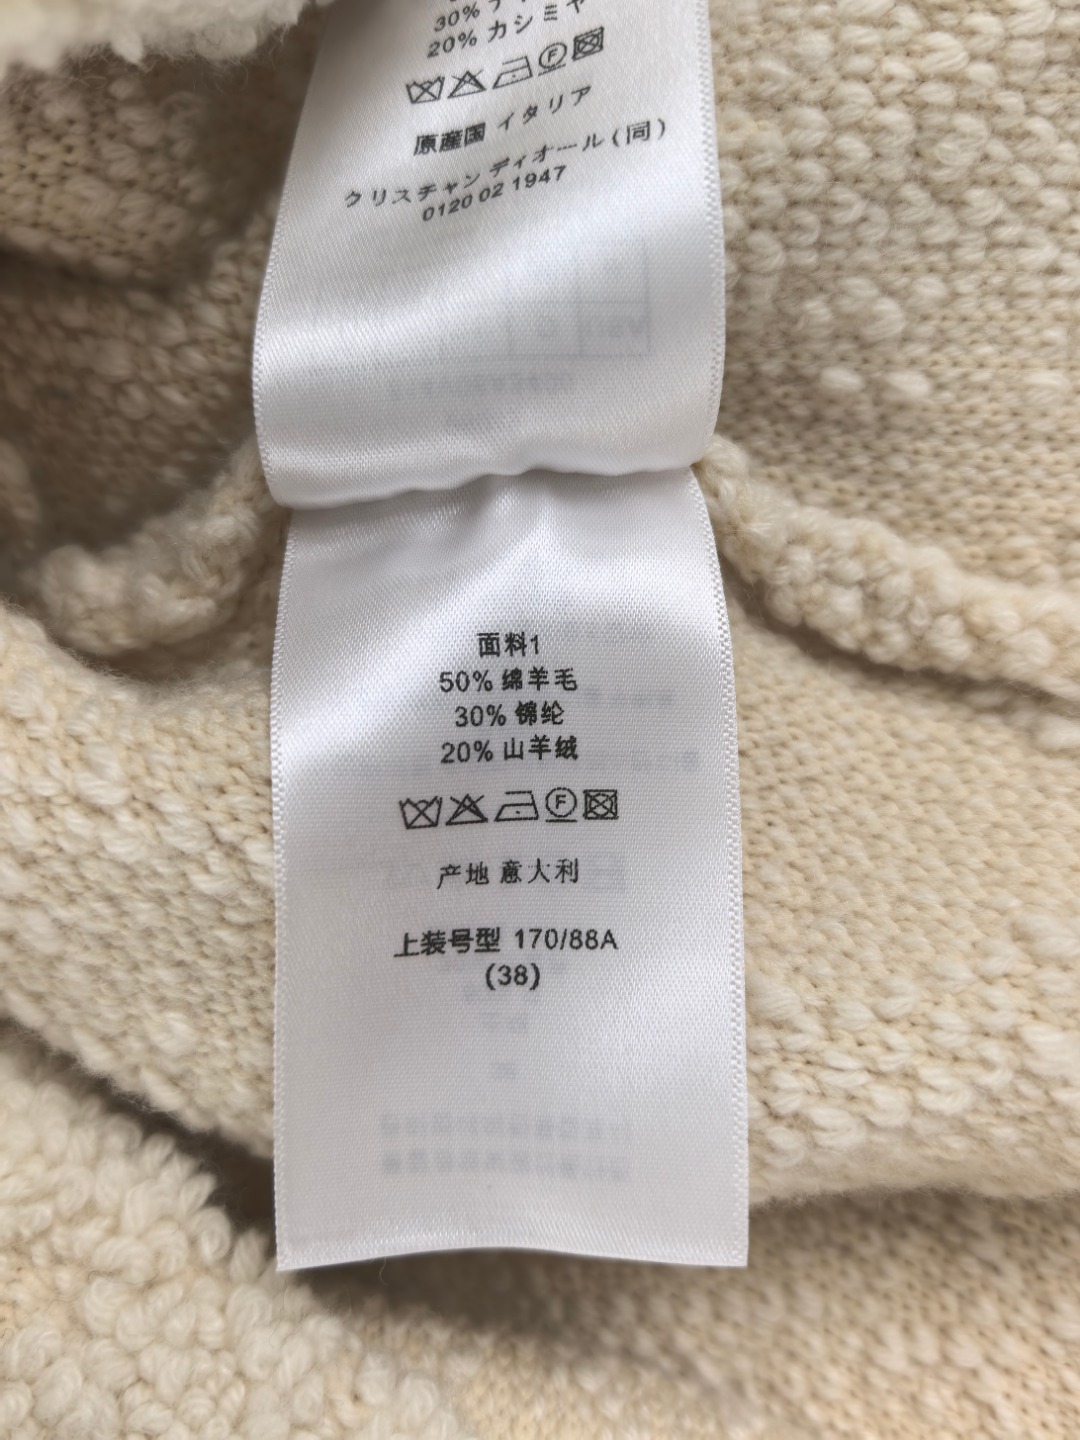 30%
20% カシミヤ
原産国 イタリア
クリスチャン ディオール(同)
0120 02 1947
面料1
50% 绵羊毛
30% 锦纶
20% 山羊绒
F
产地 意大利
上装号型 170/88A
(38)